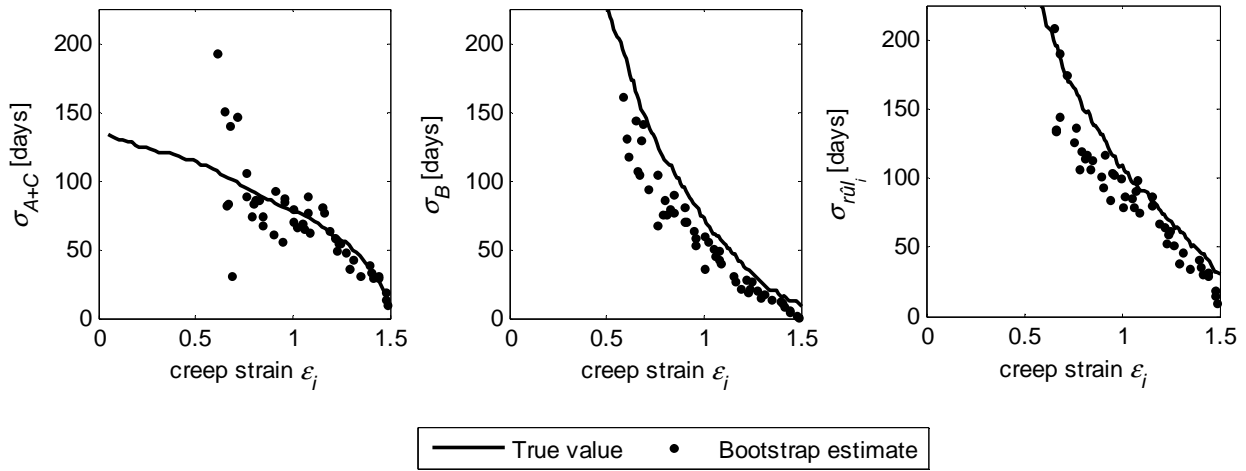 σA+C [days]
200
150
100
50
0
0 0.5 1 1.5
creep strain εi
σB [days]
200
150
100
50
0
0 0.5 1 1.5
creep strain εi
σrûli [days]
200
150
100
50
0
0 0.5 1 1.5
creep strain εi
True value Bootstrap estimate